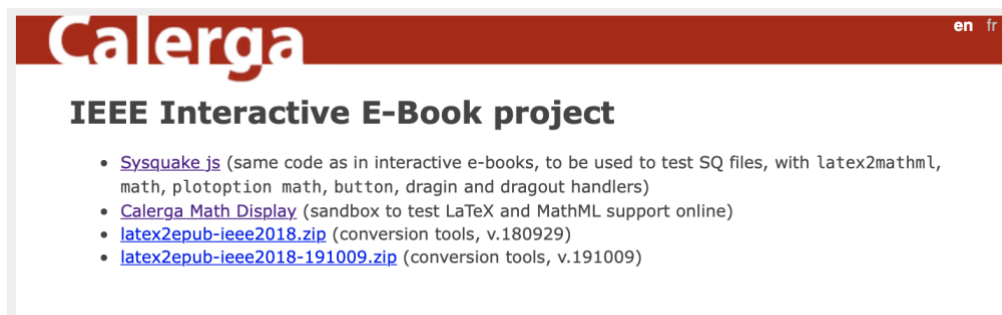 Calerga
en fr
IEEE Interactive E-Book project
• Sysquake js (same code as in interactive e-books, to be used to test SQ files, with latex2mathml,
math, plotoption math, button, dragin and dragout handlers)
• Calerga Math Display (sandbox to test LaTeX and MathML support online)
• latex2epub-ieee2018.zip (conversion tools, v.180929)
• latex2epub-ieee2018-191009.zip (conversion tools, v.191009)